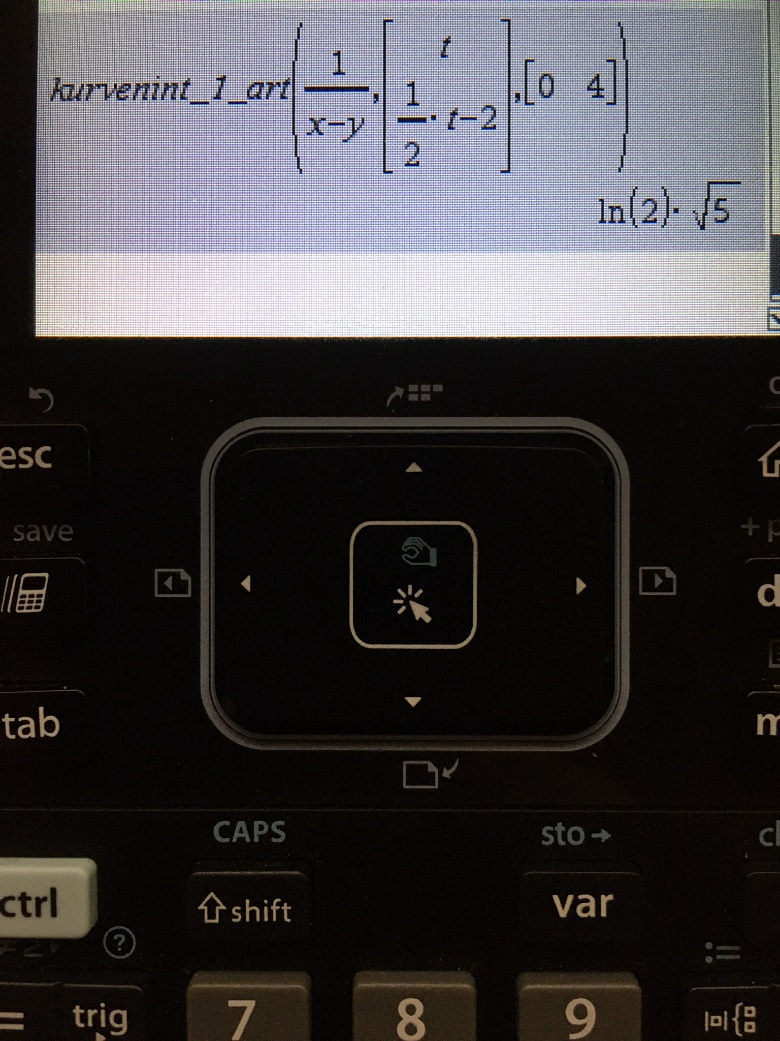 kurvenint_1_art(1/(x-y),[t; 1/2·t-2],[0 4])
ln(2)·√5
esc
save
tab
CAPS
sto→
ctrl
⇧shift
var
?
:=
= trig 7 8 9